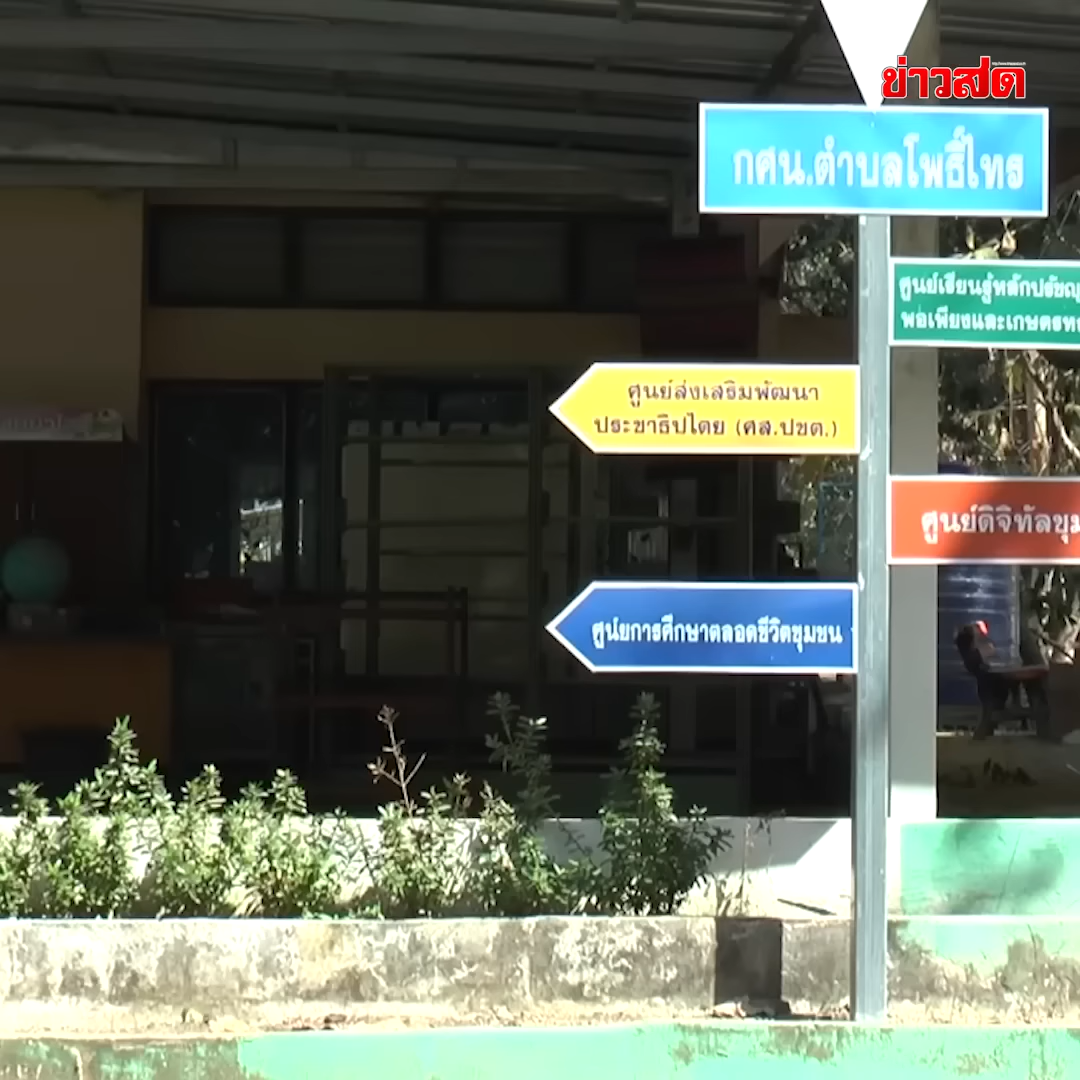 ข่าวสด
กศน.ตำบลโพธิ์ไทร
ศูนย์เรียนรู้หลักปรัชญ
พอเพียงและเกษตรท
ศูนย์ส่งเสริมพัฒนา
ประชาธิปไตย (ศส.ปชต.)
ศูนย์ดิจิทัลชุม
ศูน์ยการศึกษาตลอดชีวิตชุมชน